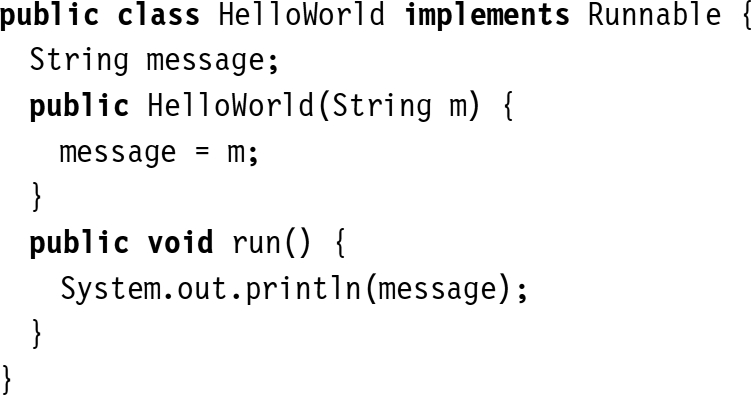 public class HelloWorld implements Runnable {
  String message;
  public HelloWorld(String m) {
    message = m;
  }
  public void run() {
    System.out.println(message);
  }
}